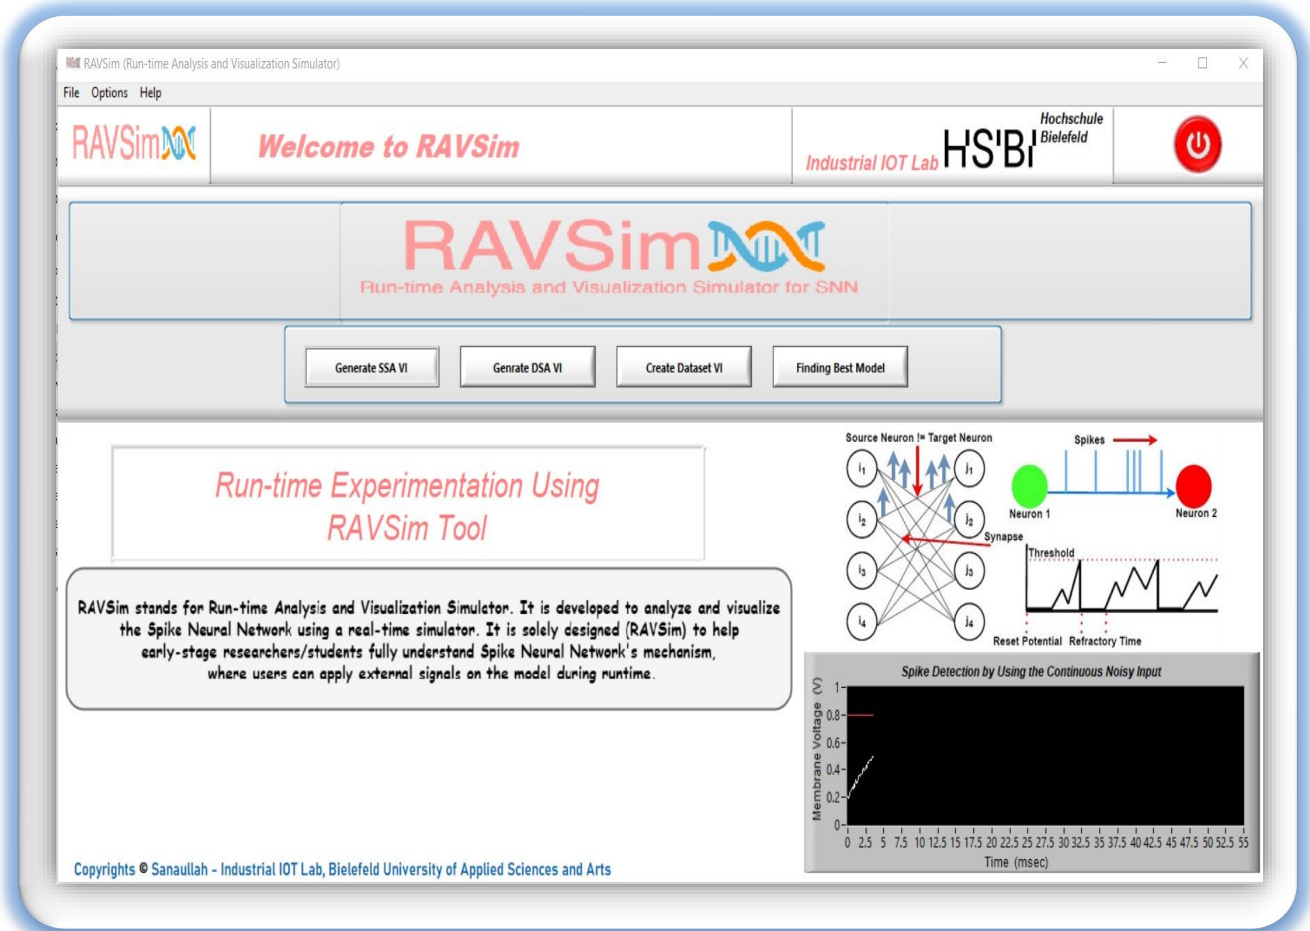 RAVSim (Run-time Analysis and Visualization Simulator)
File Options Help
RAVSim
Welcome to RAVSim
Industrial IOT Lab
HS'BI
Hochschule
Bielefeld
RAVSim
Run-time Analysis and Visualization Simulator for SNN
Generate SSA VI
Genrate DSA VI
Create Dataset VI
Finding Best Model
Run-time Experimentation Using
RAVSim Tool
RAVSim stands for Run-time Analysis and Visualization Simulator. It is developed to analyze and visualize
the Spike Neural Network using a real-time simulator. It is solely designed (RAVSim) to help
early-stage researchers/students fully understand Spike Neural Network's mechanism,
where users can apply external signals on the model during runtime.
Source Neuron != Target Neuron
i1 j1
i2 j2
Synapse
i3 j3
i4 j4
Spikes
Neuron 1
Neuron 2
Threshold
Reset Potential Refractory Time
Spike Detection by Using the Continuous Noisy Input
Membrane Voltage (V)
1
0.8
0.6
0.4
0.2
0
0 2.5 5 7.5 10 12.5 15 17.5 20 22.5 25 27.5 30 32.5 35 37.5 40 42.5 45 47.5 50 52.5 55
Time (msec)
Copyrights © Sanaullah - Industrial IOT Lab, Bielefeld University of Applied Sciences and Arts